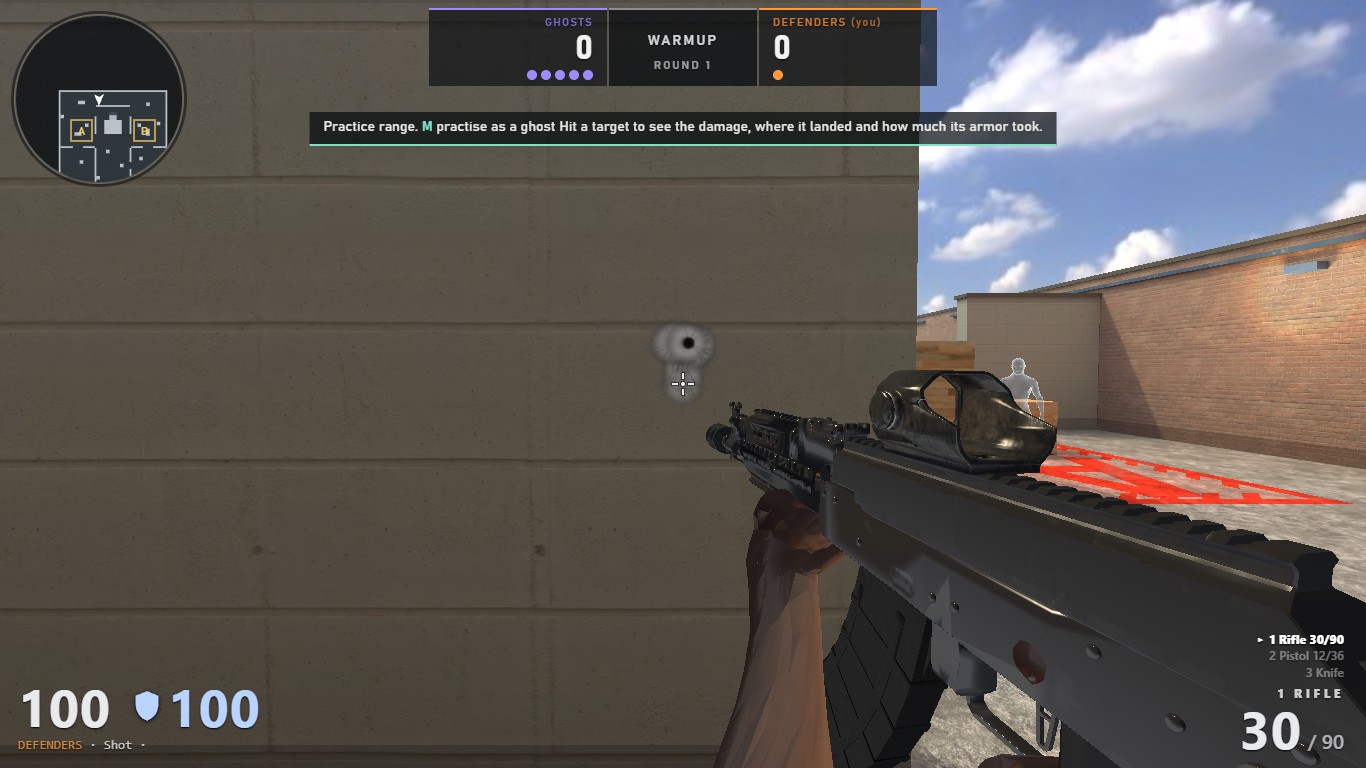 GHOSTS
0
WARMUP
ROUND 1
DEFENDERS (you)
0
Practice range. M practise as a ghost Hit a target to see the damage, where it landed and how much its armor took.
A
B
1 Rifle 30/90
2 Pistol 12/36
3 Knife
1 RIFLE
30 / 90
100 100
DEFENDERS · Shot ·